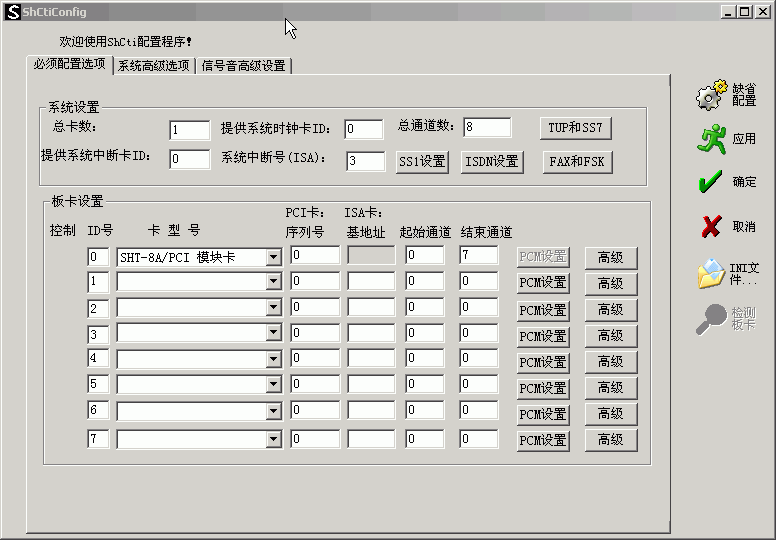 ShCtiConfig
欢迎使用ShCti配置程序!
必须配置选项 系统高级选项 信号音高级设置
系统设置
总卡数: 1 提供系统时钟卡ID: 0 总通道数: 8 TUP和SS7
提供系统中断卡ID: 0 系统中断号(ISA): 3 SS1设置 ISDN设置 FAX和FSK
板卡设置
PCI卡: ISA卡:
控制 ID号 卡 型 号 序列号 基地址 起始通道 结束通道
0 SHT-8A/PCI 模块卡 0 0 7 PCM设置 高级
1 0 0 0 PCM设置 高级
2 0 0 0 PCM设置 高级
3 0 0 0 PCM设置 高级
4 0 0 0 PCM设置 高级
5 0 0 0 PCM设置 高级
6 0 0 0 PCM设置 高级
7 0 0 0 PCM设置 高级
缺省
配置
应用
确定
取消
INI文
件...
检测
板卡